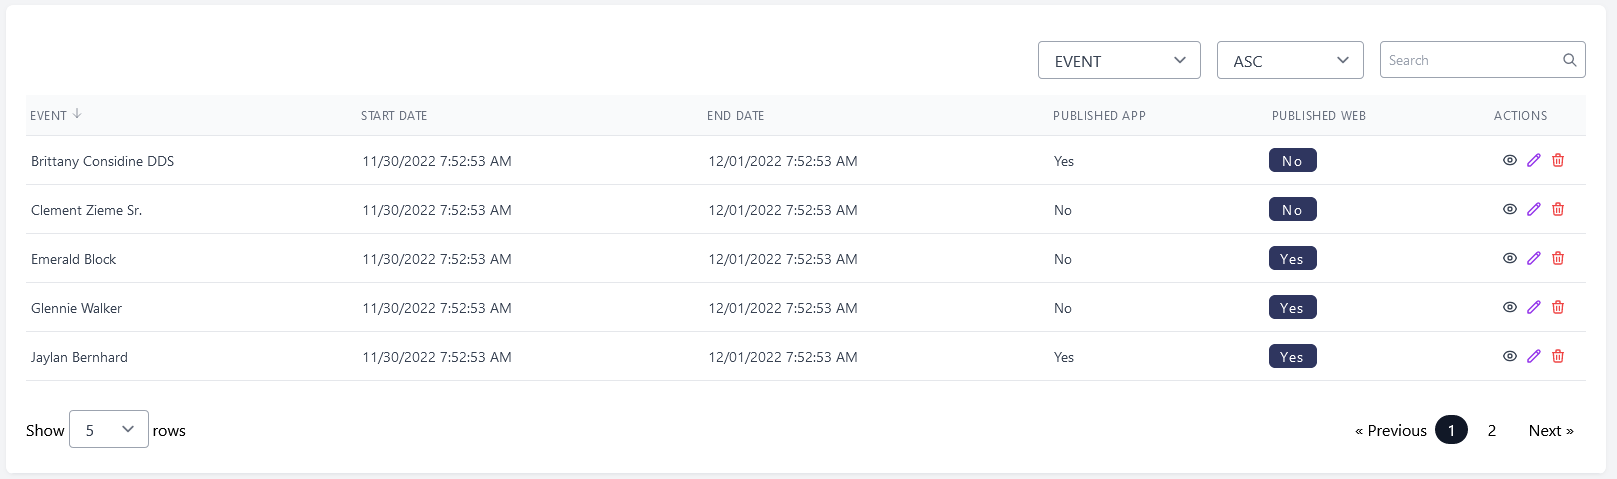 EVENT ASC Search
EVENT START DATE END DATE PUBLISHED APP PUBLISHED WEB ACTIONS
Brittany Considine DDS 11/30/2022 7:52:53 AM 12/01/2022 7:52:53 AM Yes No
Clement Zieme Sr. 11/30/2022 7:52:53 AM 12/01/2022 7:52:53 AM No No
Emerald Block 11/30/2022 7:52:53 AM 12/01/2022 7:52:53 AM No Yes
Glennie Walker 11/30/2022 7:52:53 AM 12/01/2022 7:52:53 AM No Yes
Jaylan Bernhard 11/30/2022 7:52:53 AM 12/01/2022 7:52:53 AM Yes Yes
Show 5 rows « Previous 1 2 Next »